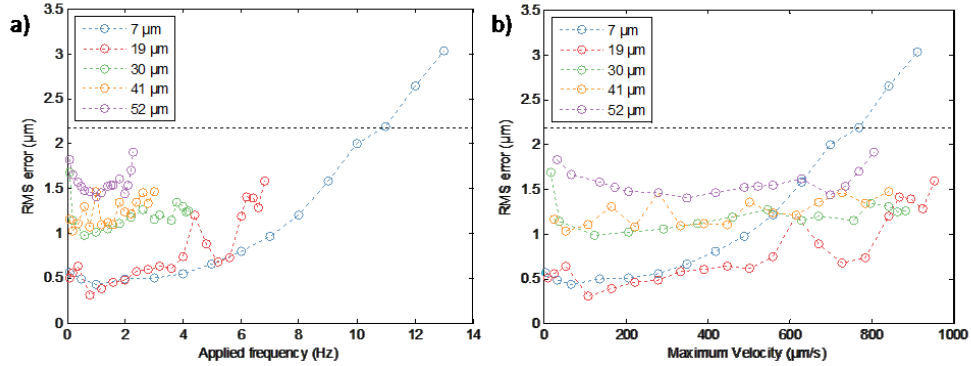 a)
3.5
3
2.5
2
1.5
1
0.5
0
RMS error (µm)
7 µm
19 µm
30 µm
41 µm
52 µm
0 2 4 6 8 10 12 14
Applied frequency (Hz)
b)
3.5
3
2.5
2
1.5
1
0.5
0
RMS error (µm)
7 µm
19 µm
30 µm
41 µm
52 µm
0 200 400 600 800 1000
Maximum Velocity (µm/s)